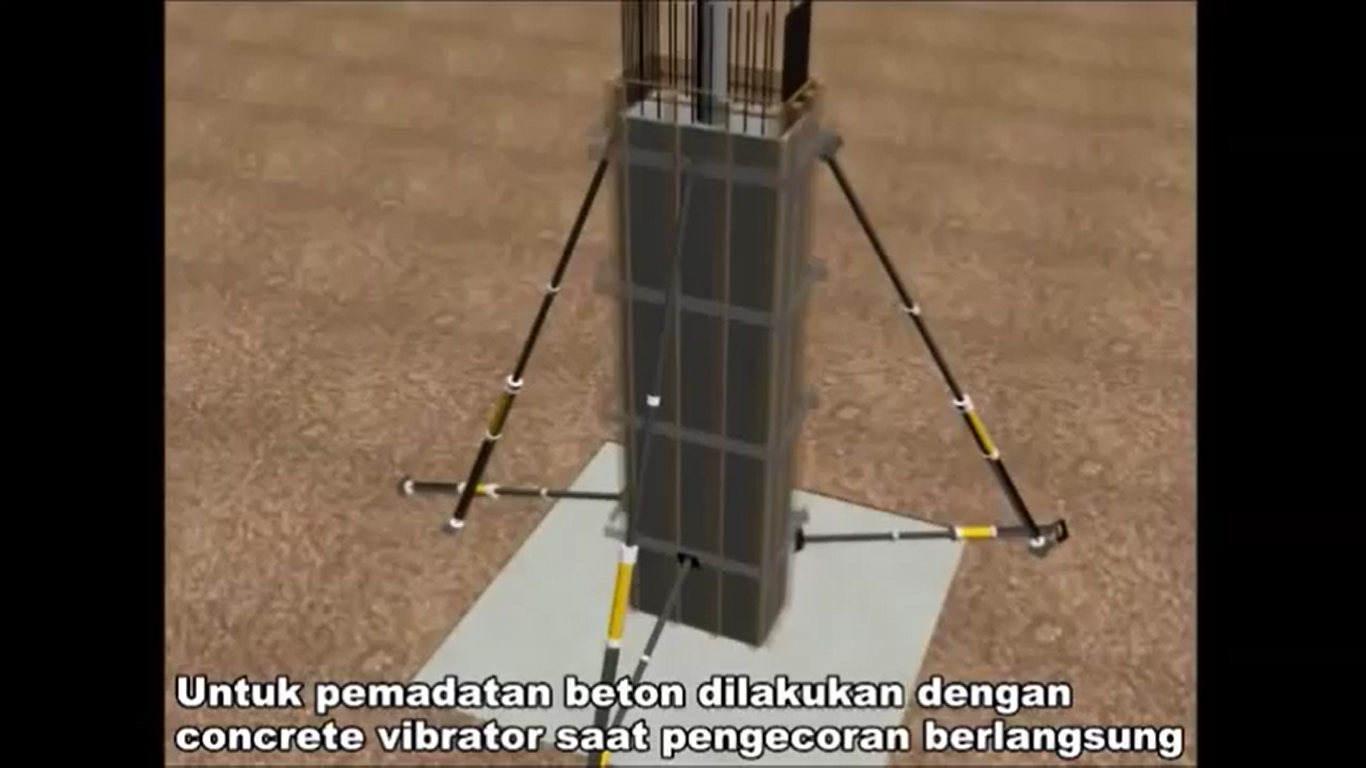 Untuk pemadatan beton dilakukan dengan
concrete vibrator saat pengecoran berlangsung